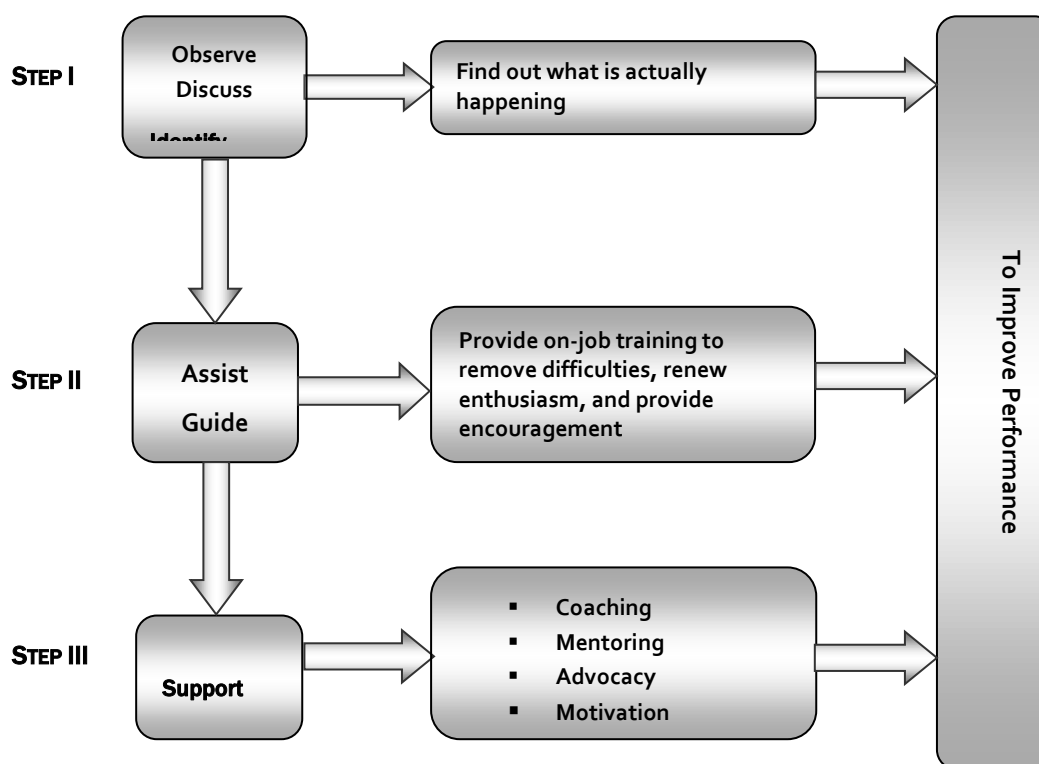 STEP I
Observe
Discuss
Identify
Find out what is actually
happening
STEP II
Assist
Guide
Provide on-job training to
remove difficulties, renew
enthusiasm, and provide
encouragement
STEP III
Support
▪ Coaching
▪ Mentoring
▪ Advocacy
▪ Motivation
To Improve Performance